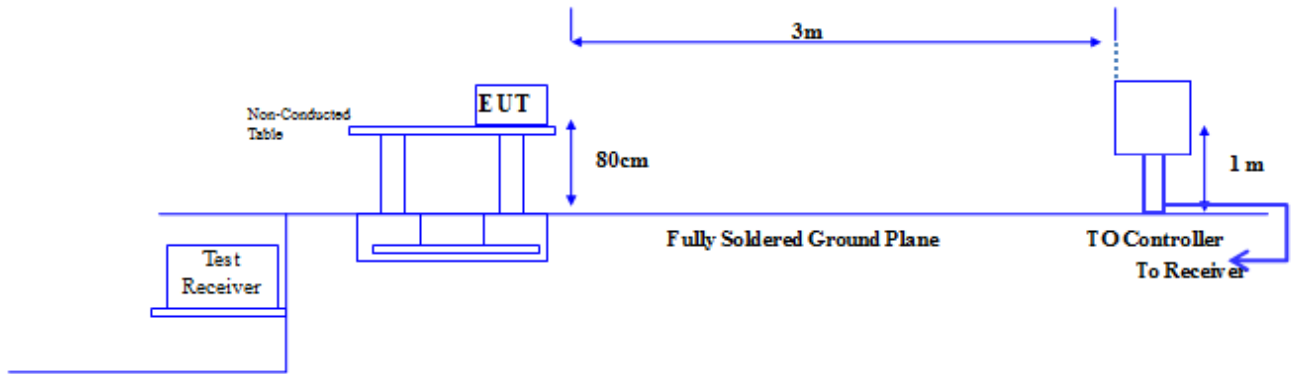 3m
EUT
Non-Conducted
Table
80cm
1 m
Fully Soldered Ground Plane
TO Controller
To Receiver
Test
Receiver